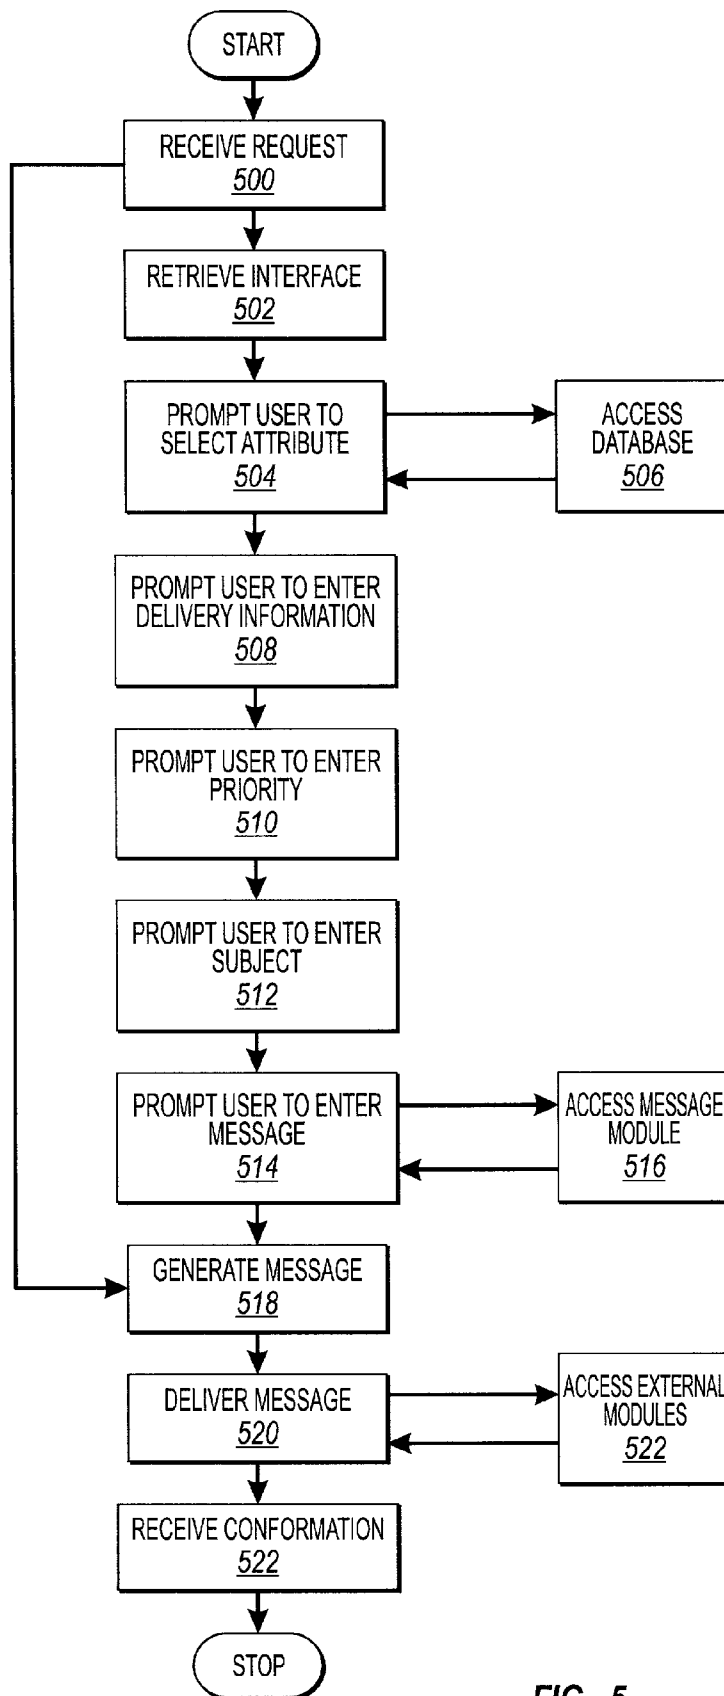 START
RECEIVE REQUEST
500
RETRIEVE INTERFACE
502
PROMPT USER TO
SELECT ATTRIBUTE
504
ACCESS
DATABASE
506
PROMPT USER TO ENTER
DELIVERY INFORMATION
508
PROMPT USER TO ENTER
PRIORITY
510
PROMPT USER TO ENTER
SUBJECT
512
PROMPT USER TO ENTER
MESSAGE
514
ACCESS MESSAGE
MODULE
516
GENERATE MESSAGE
518
DELIVER MESSAGE
520
ACCESS EXTERNAL
MODULES
522
RECEIVE CONFORMATION
522
STOP
FIG. 5